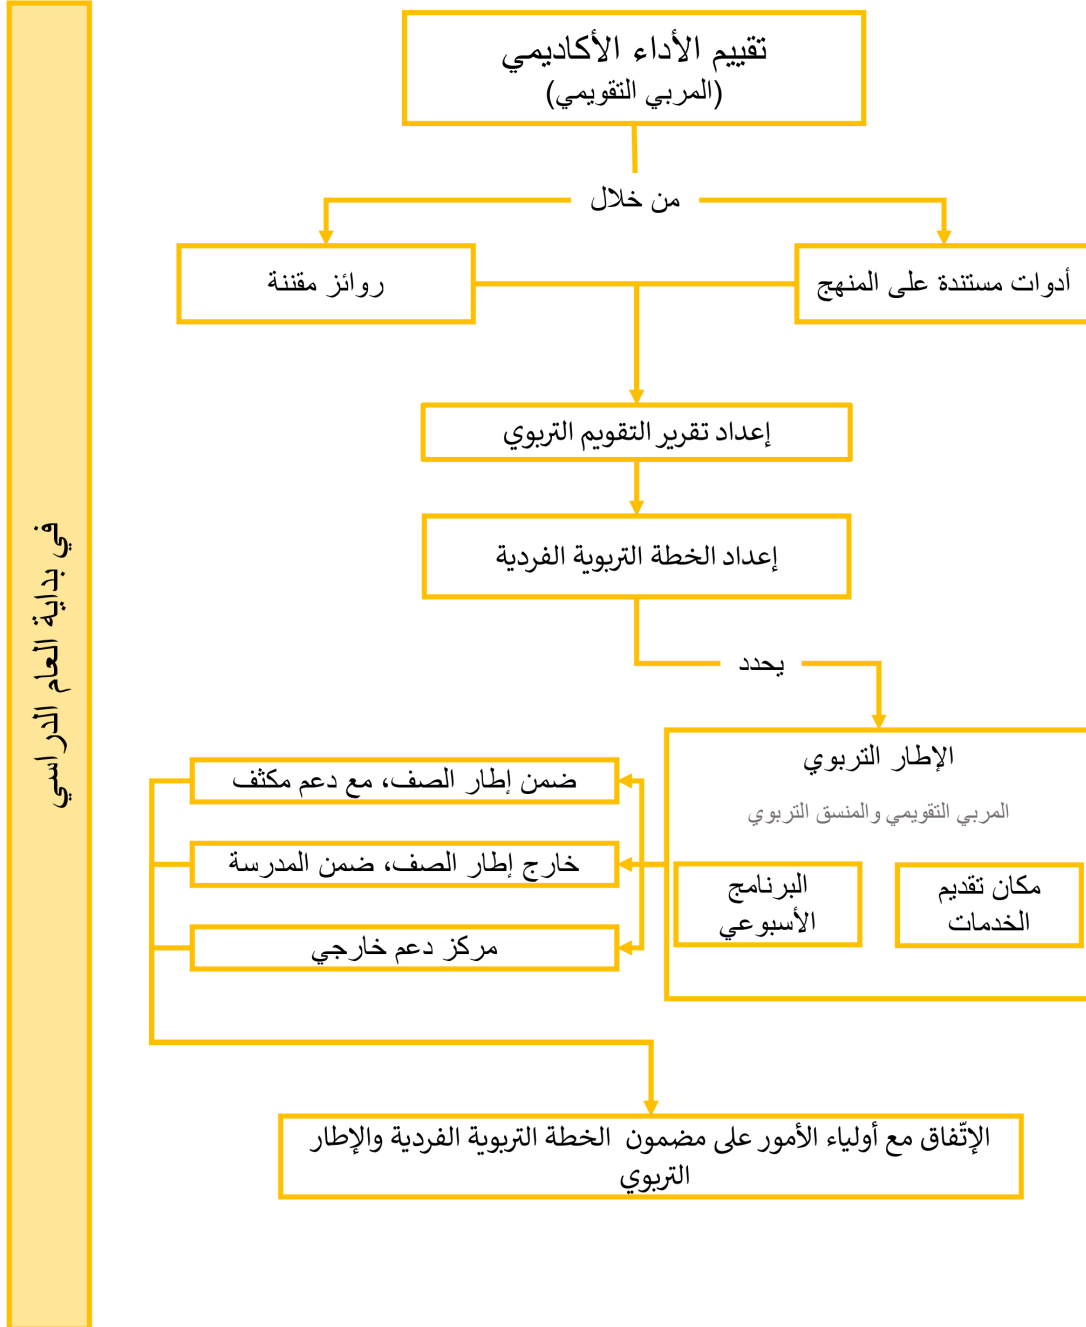 في بداية العام الدراسي
تقييم الأداء الأكاديمي
(المربي التقويمي)
من خلال
أدوات مستندة على المنهج
روائز مقننة
إعداد تقرير التقويم التربوي
إعداد الخطة التربوية الفردية
يحدد
الإطار التربوي
المربي التقويمي والمنسق التربوي
مكان تقديم
الخدمات
البرنامج
الأسبوعي
ضمن إطار الصف، مع دعم مكثف
خارج إطار الصف، ضمن المدرسة
مركز دعم خارجي
الإتّفاق مع أولياء الأمور على مضمون الخطة التربوية الفردية والإطار
التربوي